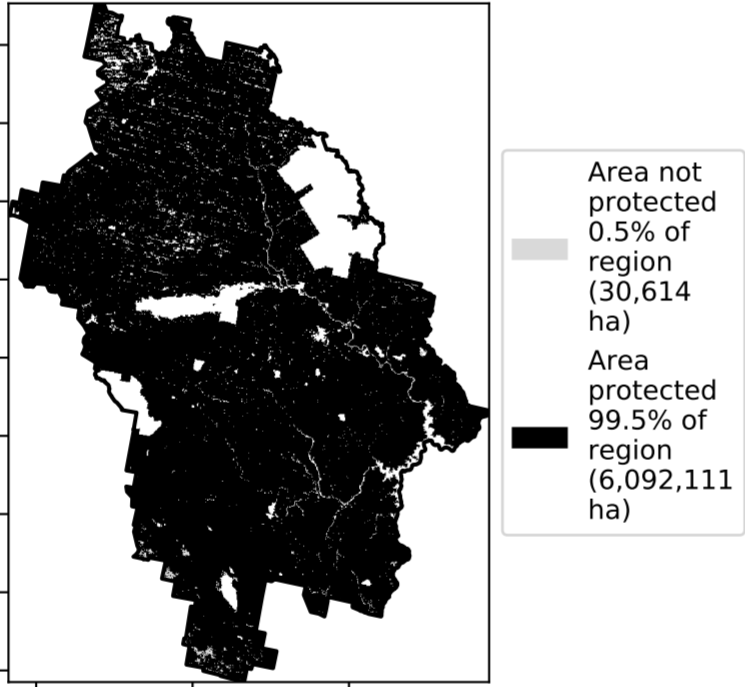 Area not
protected
0.5% of
region
(30,614
ha)
Area
protected
99.5% of
region
(6,092,111
ha)